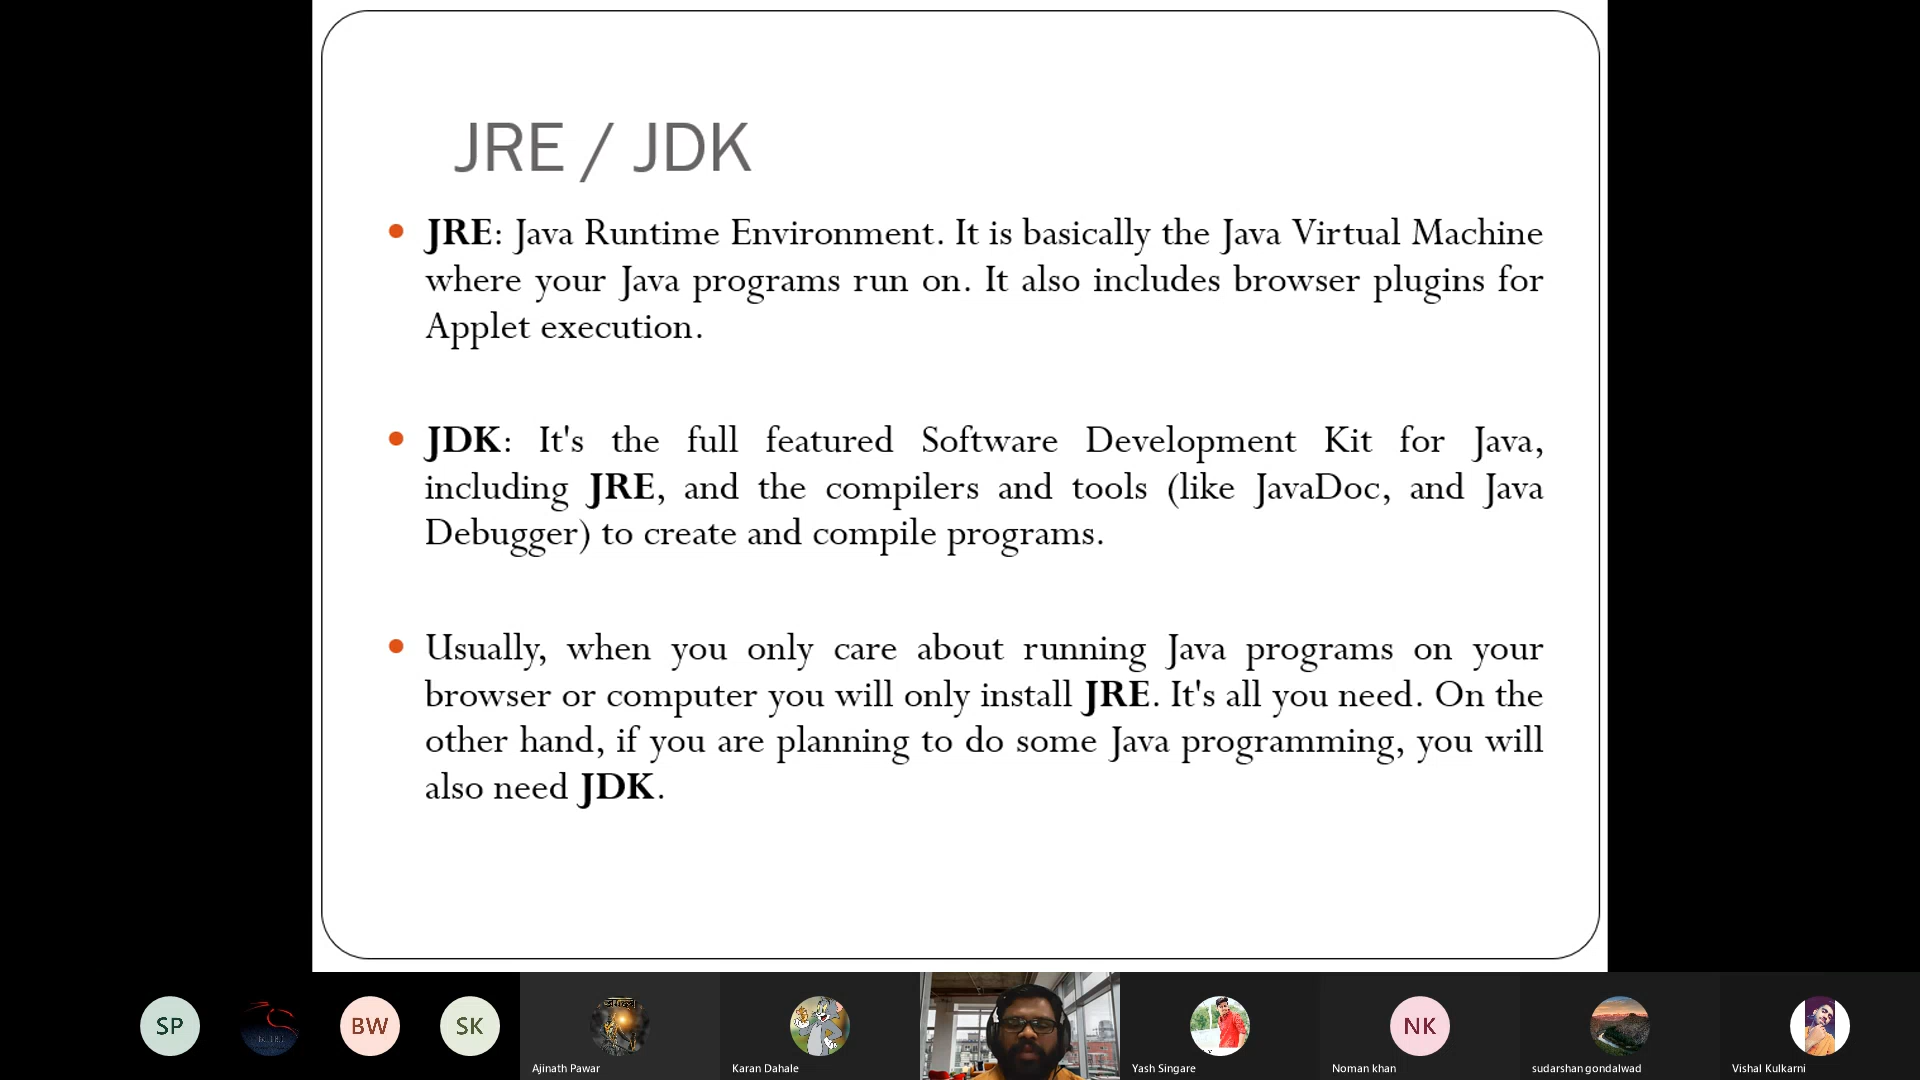 JRE / JDK
JRE: Java Runtime Environment. It is basically the Java Virtual Machine
where your Java programs run on. It also includes browser plugins for
Applet execution.
JDK: It's the full featured Software Development Kit for Java,
including JRE, and the compilers and tools (like JavaDoc, and Java
Debugger) to create and compile programs.
Usually, when you only care about running Java programs on your
browser or computer you will only install JRE. It's all you need. On the
other hand, if you are planning to do some Java programming, you will
also need JDK.
SP
BW
SK
NK
Ajinath Pawar
Karan Dahale
Yash Singare
Noman khan
sudarshan gondalwad
Vishal Kulkarni